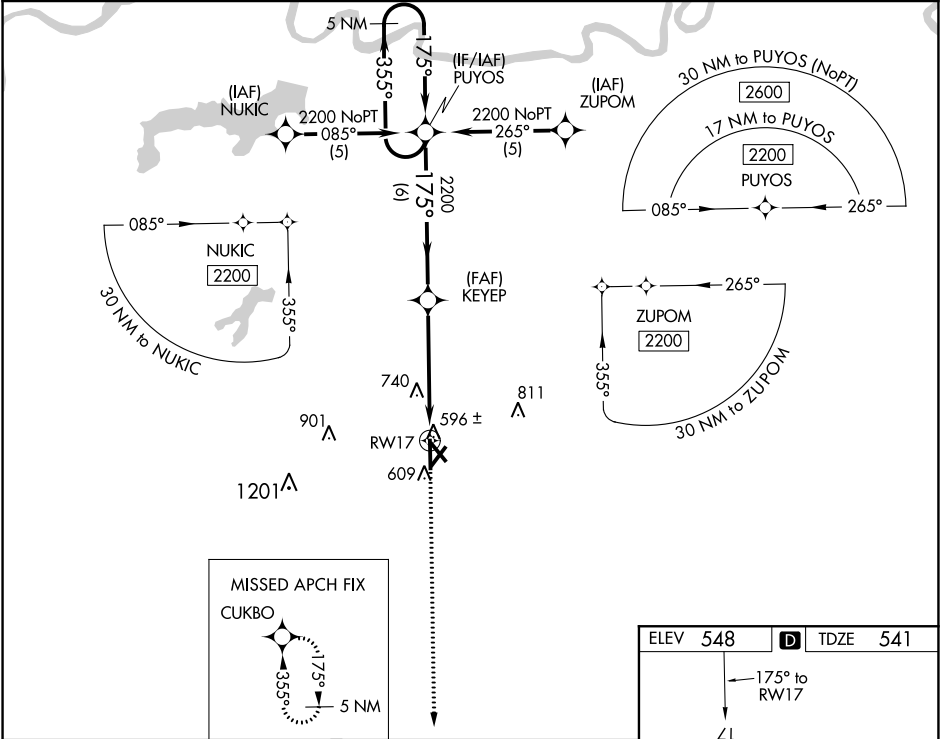 5 NM
175°
355°
(IF/IAF)
PUYOS
(IAF)
NUKIC
2200 NoPT
085°
(5)
(IAF)
ZUPOM
2200 NoPT
265°
(5)
30 NM to PUYOS (NoPT)
2600
17 NM to PUYOS
2200
PUYOS
085°
265°
2200
175°
(6)
085°
NUKIC
2200
355°
30 NM to NUKIC
(FAF)
KEYEP
265°
ZUPOM
2200
355°
30 NM to ZUPOM
740
811
901
596 ±
RW17
609
1201
MISSED APCH FIX
CUKBO
175°
355°
5 NM
ELEV 548 D TDZE 541
175° to
RW17
17